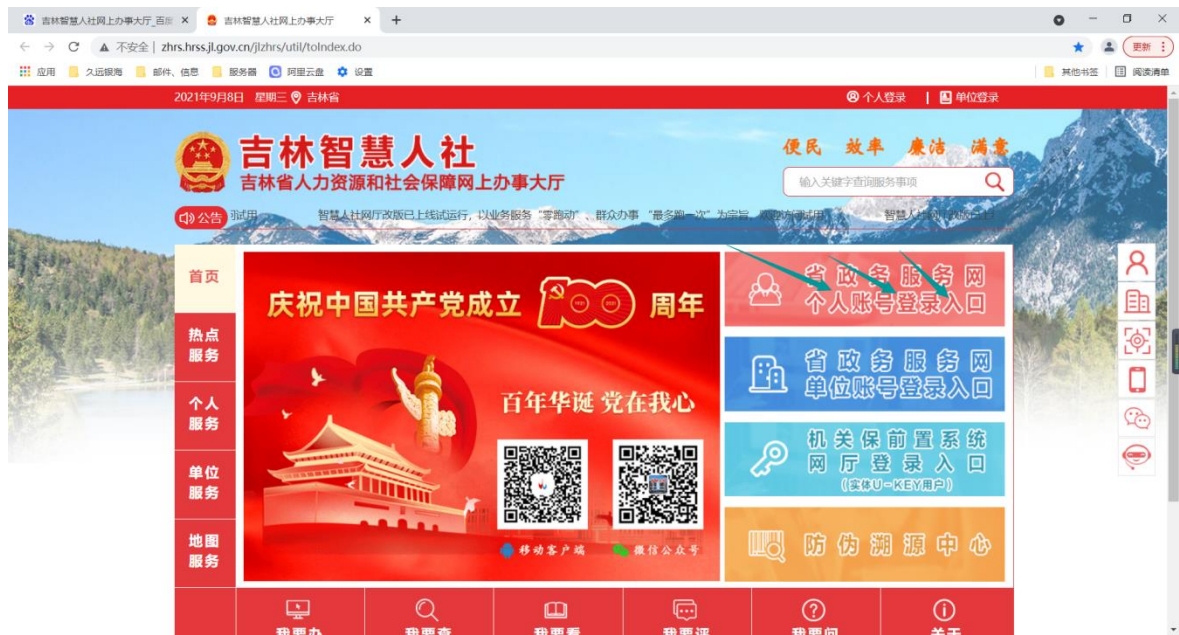 吉林智慧人社网上办事大厅_百度
吉林智慧人社网上办事大厅
不安全 | zhrs.hrss.jl.gov.cn/jlzhrs/util/toIndex.do
更新
应用
久远银海
邮件、信息
服务器
阿里云盘
设置
其他书签
阅读清单
2021年9月8日 星期三 吉林省
个人登录 | 单位登录
吉林智慧人社
吉林省人力资源和社会保障网上办事大厅
便民 效率 廉洁 满意
输入关键字查询服务事项
公告
智慧人社网厅改版已上线试运行，以业务服务“零跑动”、群众办事“最多跑一次”为宗旨，欢迎访问试用
首页
热点服务
个人服务
单位服务
地图服务
庆祝中国共产党成立100周年
百年华诞 党在我心
移动客户端
微信公众号
省政务服务网
个人账号登录入口
省政务服务网
单位账号登录入口
机关保前置系统
网厅登录入口
(实体U-KEY用户)
防伪溯源中心
我要办
我要查
我要看
我要评
我要问
关于